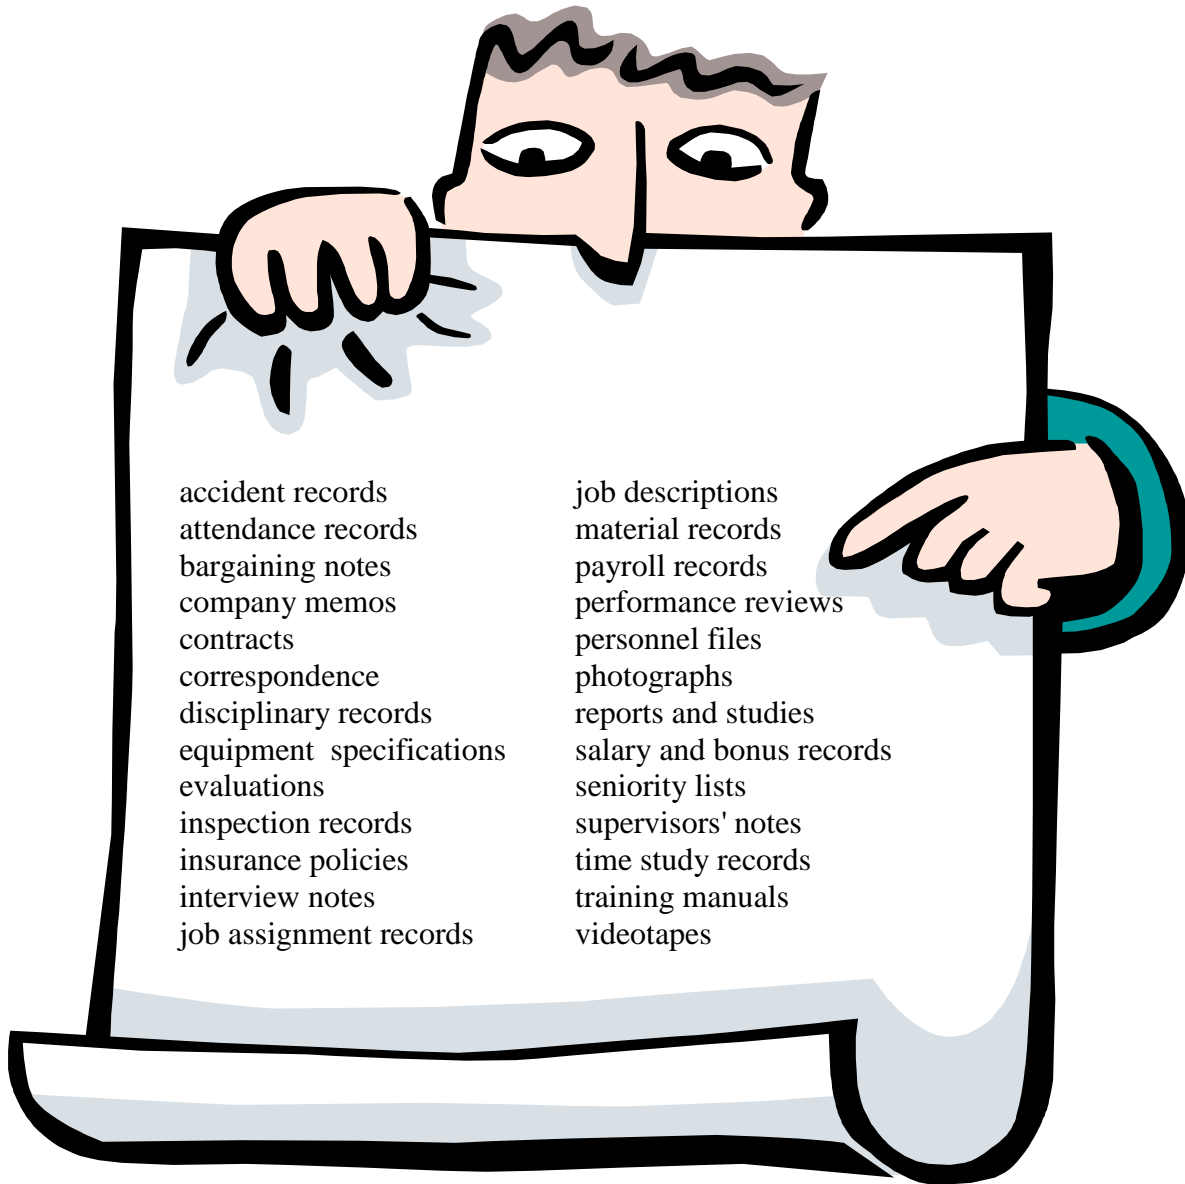 accident records
attendance records
bargaining notes
company memos
contracts
correspondence
disciplinary records
equipment  specifications
evaluations
inspection records
insurance policies
interview notes
job assignment records
job descriptions
material records
payroll records
performance reviews
personnel files
photographs
reports and studies
salary and bonus records
seniority lists
supervisors' notes
time study records
training manuals
videotapes